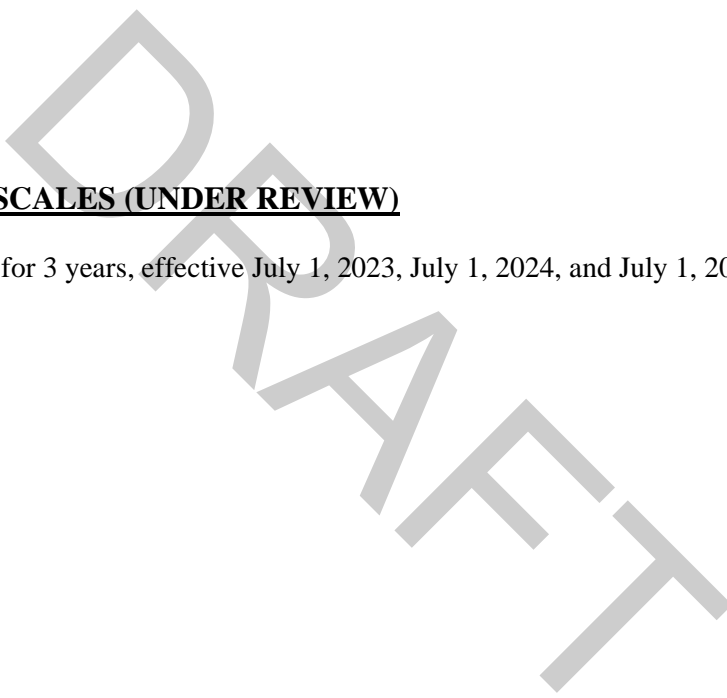 SCALES (UNDER REVIEW)
for 3 years, effective July 1, 2023, July 1, 2024, and July 1, 20
DRAFT